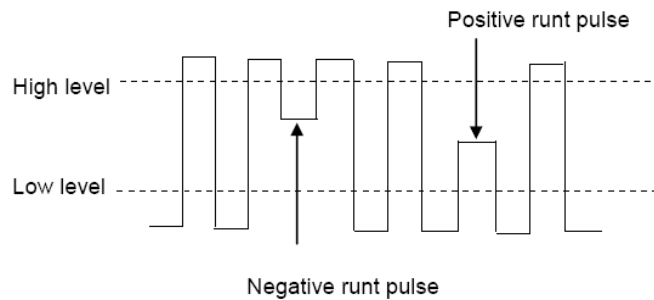 Positive runt pulse
High level
Low level
Negative runt pulse